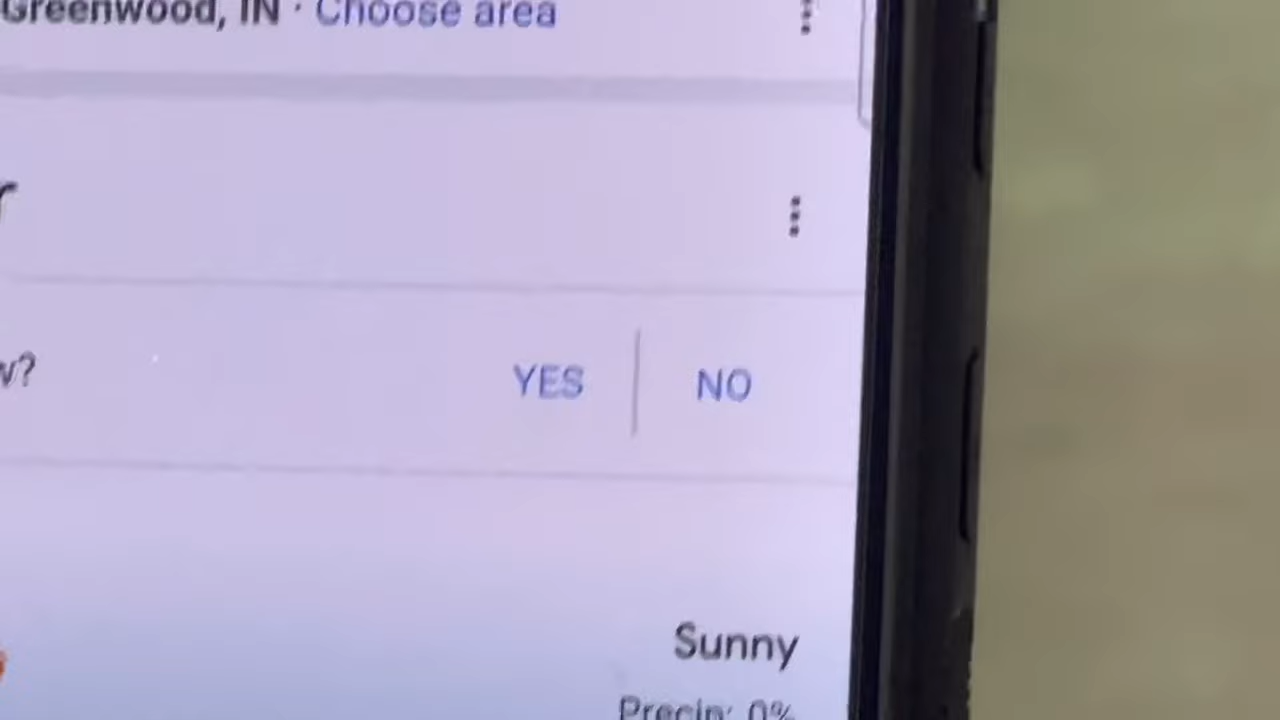 Greenwood, IN · Choose area
YES
NO
Sunny
Precip: 0%